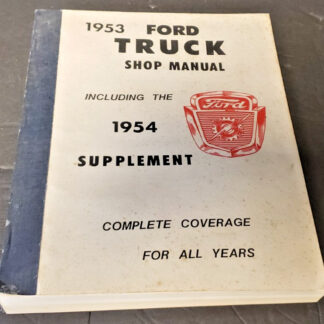 1953 FORD
TRUCK
SHOP MANUAL
INCLUDING THE
Ford
1954
SUPPLEMENT
COMPLETE COVERAGE
FOR ALL YEARS